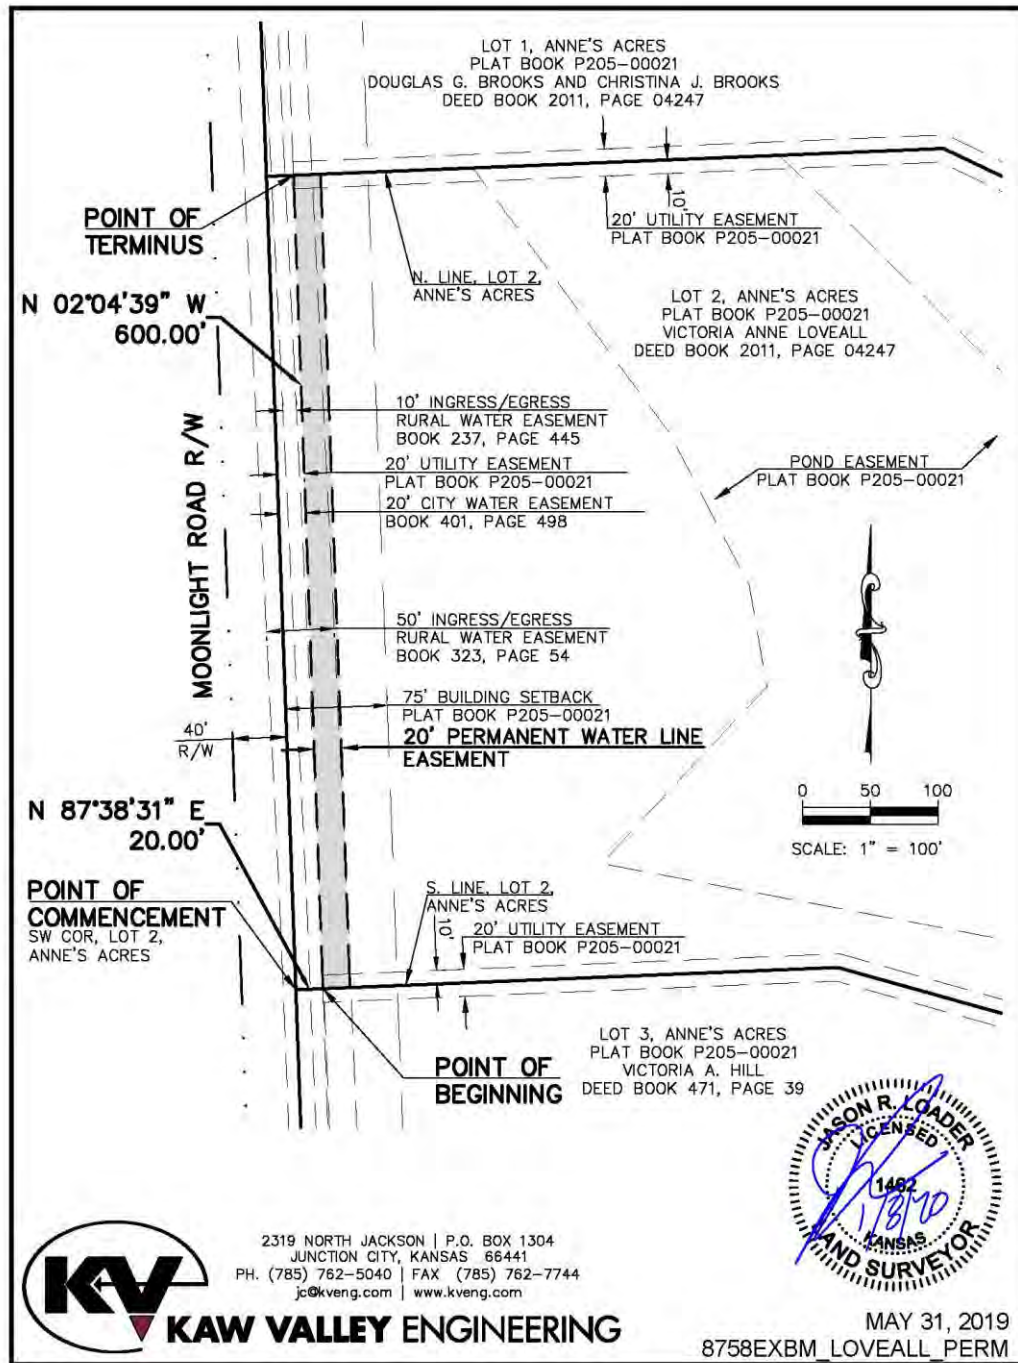 LOT 1, ANNE'S ACRES
PLAT BOOK P205-00021
DOUGLAS G. BROOKS AND CHRISTINA J. BROOKS
DEED BOOK 2011, PAGE 04247
POINT OF
TERMINUS
10'
20' UTILITY EASEMENT
PLAT BOOK P205-00021
N. LINE, LOT 2,
ANNE'S ACRES
N 02°04'39" W
600.00'
LOT 2, ANNE'S ACRES
PLAT BOOK P205-00021
VICTORIA ANNE LOVEALL
DEED BOOK 2011, PAGE 04247
10' INGRESS/EGRESS
RURAL WATER EASEMENT
BOOK 237, PAGE 445
20' UTILITY EASEMENT
PLAT BOOK P205-00021
20' CITY WATER EASEMENT
BOOK 401, PAGE 498
POND EASEMENT
PLAT BOOK P205-00021
MOONLIGHT ROAD R/W
50' INGRESS/EGRESS
RURAL WATER EASEMENT
BOOK 323, PAGE 54
75' BUILDING SETBACK
PLAT BOOK P205-00021
40'
R/W
20' PERMANENT WATER LINE
EASEMENT
0 50 100
SCALE: 1" = 100'
N 87°38'31" E
20.00'
POINT OF
COMMENCEMENT
SW COR, LOT 2,
ANNE'S ACRES
S. LINE, LOT 2,
ANNE'S ACRES
10'
20' UTILITY EASEMENT
PLAT BOOK P205-00021
POINT OF
BEGINNING
LOT 3, ANNE'S ACRES
PLAT BOOK P205-00021
VICTORIA A. HILL
DEED BOOK 471, PAGE 39
JASON R. LOADER
LICENSED
1462
1/8/20
KANSAS
LAND SURVEYOR
KV
2319 NORTH JACKSON | P.O. BOX 1304
JUNCTION CITY, KANSAS 66441
PH. (785) 762-5040 | FAX (785) 762-7744
jc@kveng.com | www.kveng.com
KAW VALLEY ENGINEERING
MAY 31, 2019
8758EXBM_LOVEALL_PERM